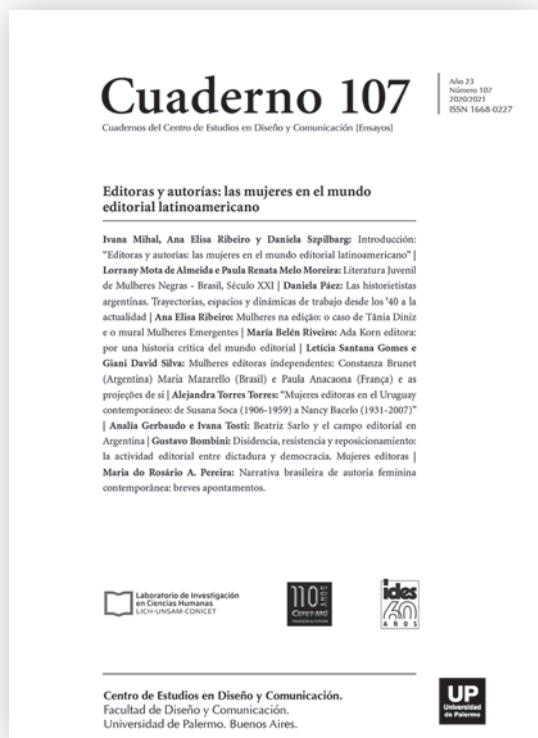 Cuaderno 107
Año 23
Número 107
2020/2021
ISSN 1668-0227
Cuadernos del Centro de Estudios en Diseño y Comunicación [Ensayos]
Editoras y autorías: las mujeres en el mundo
editorial latinoamericano
Ivana Mihal, Ana Elisa Ribeiro y Daniela Szpilbarg: Introducción:
“Editoras y autorías: las mujeres en el mundo editorial latinoamericano” |
Lorrany Mota de Almeida e Paula Renata Melo Moreira: Literatura Juvenil
de Mulheres Negras - Brasil, Século XXI | Daniela Páez: Las historietistas
argentinas. Trayectorias, espacios y dinámicas de trabajo desde los ‘40 a la
actualidad | Ana Elisa Ribeiro: Mulheres na edição: o caso de Tânia Diniz
e o mural Mulheres Emergentes | María Belén Riveiro: Ada Korn editora:
por una historia crítica del mundo editorial | Letícia Santana Gomes e
Giani David Silva: Mulheres editoras independentes: Constanza Brunet
(Argentina) Maria Mazarello (Brasil) e Paula Anacaona (França) e as
projeções de si | Alejandra Torres Torres: “Mujeres editoras en el Uruguay
contemporáneo: de Susana Soca (1906-1959) a Nancy Bacelo (1931-2007)”
| Analía Gerbaudo e Ivana Tosti: Beatriz Sarlo y el campo editorial en
Argentina | Gustavo Bombini: Disidencia, resistencia y reposicionamiento:
la actividad editorial entre dictadura y democracia. Mujeres editoras |
Maria do Rosário A. Pereira: Narrativa brasileira de autoria feminina
contemporânea: breves apontamentos.
Laboratorio de Investigación
en Ciencias Humanas
LICH-UNSAM-CONICET
110 ANOS
CEFET-MG
ides
60
AÑOS
Centro de Estudios en Diseño y Comunicación.
Facultad de Diseño y Comunicación.
Universidad de Palermo. Buenos Aires.
UP
Universidad
de Palermo